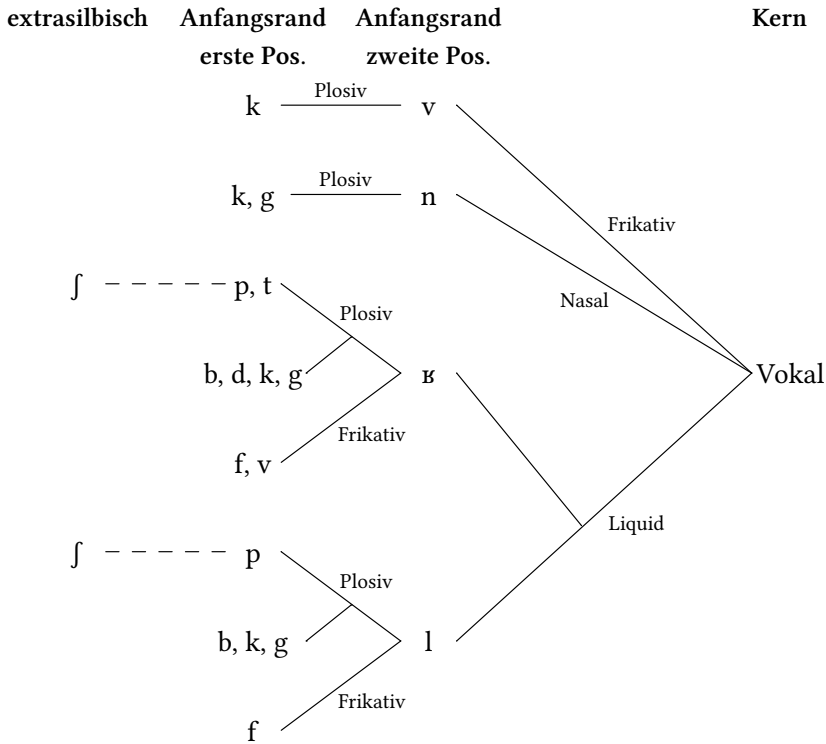 extrasilbisch Anfangsrand Anfangsrand Kern
erste Pos. zweite Pos.
Plosiv
k v
Plosiv
k, g n
Frikativ
ʃ p, t
Nasal
Plosiv
b, d, k, g ʁ Vokal
Frikativ
f, v
Liquid
ʃ p
Plosiv
b, k, g l
Frikativ
f